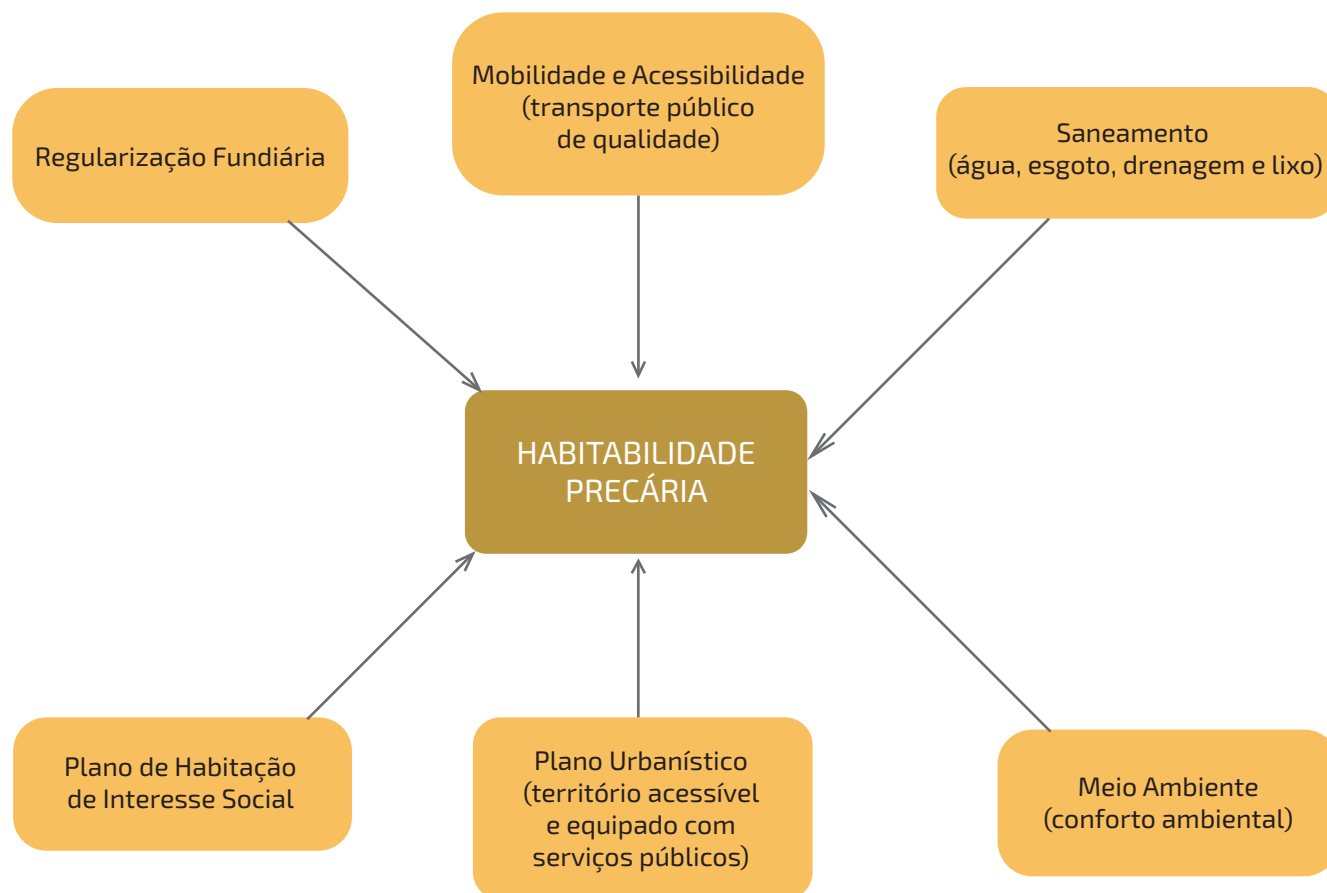 Regularização Fundiária
Mobilidade e Acessibilidade
(transporte público
de qualidade)
Saneamento
(água, esgoto, drenagem e lixo)
HABITABILIDADE
PRECÁRIA
Plano de Habitação
de Interesse Social
Plano Urbanístico
(território acessível
e equipado com
serviços públicos)
Meio Ambiente
(conforto ambiental)